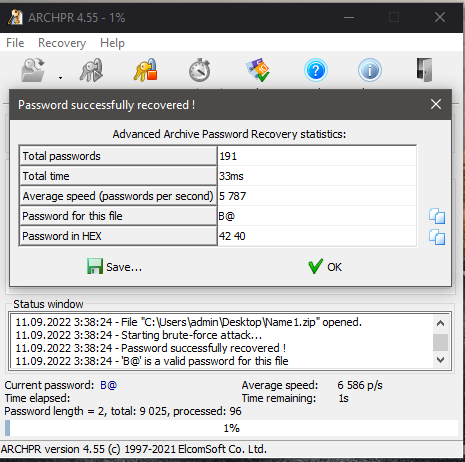 ARCHPR 4.55 - 1%
File Recovery Help
Password successfully recovered !
Advanced Archive Password Recovery statistics:
Total passwords 191
Total time 33ms
Average speed (passwords per second) 5 787
Password for this file B@
Password in HEX 42 40
Save... OK
Status window
11.09.2022 3:38:24 - File "C:\Users\admin\Desktop\Name1.zip" opened.
11.09.2022 3:38:24 - Starting brute-force attack...
11.09.2022 3:38:24 - Password successfully recovered !
11.09.2022 3:38:24 - 'B@' is a valid password for this file
Current password: B@ Average speed: 6 586 p/s
Time elapsed: Time remaining: 1s
Password length = 2, total: 9 025, processed: 96
1%
ARCHPR version 4.55 (c) 1997-2021 ElcomSoft Co. Ltd.